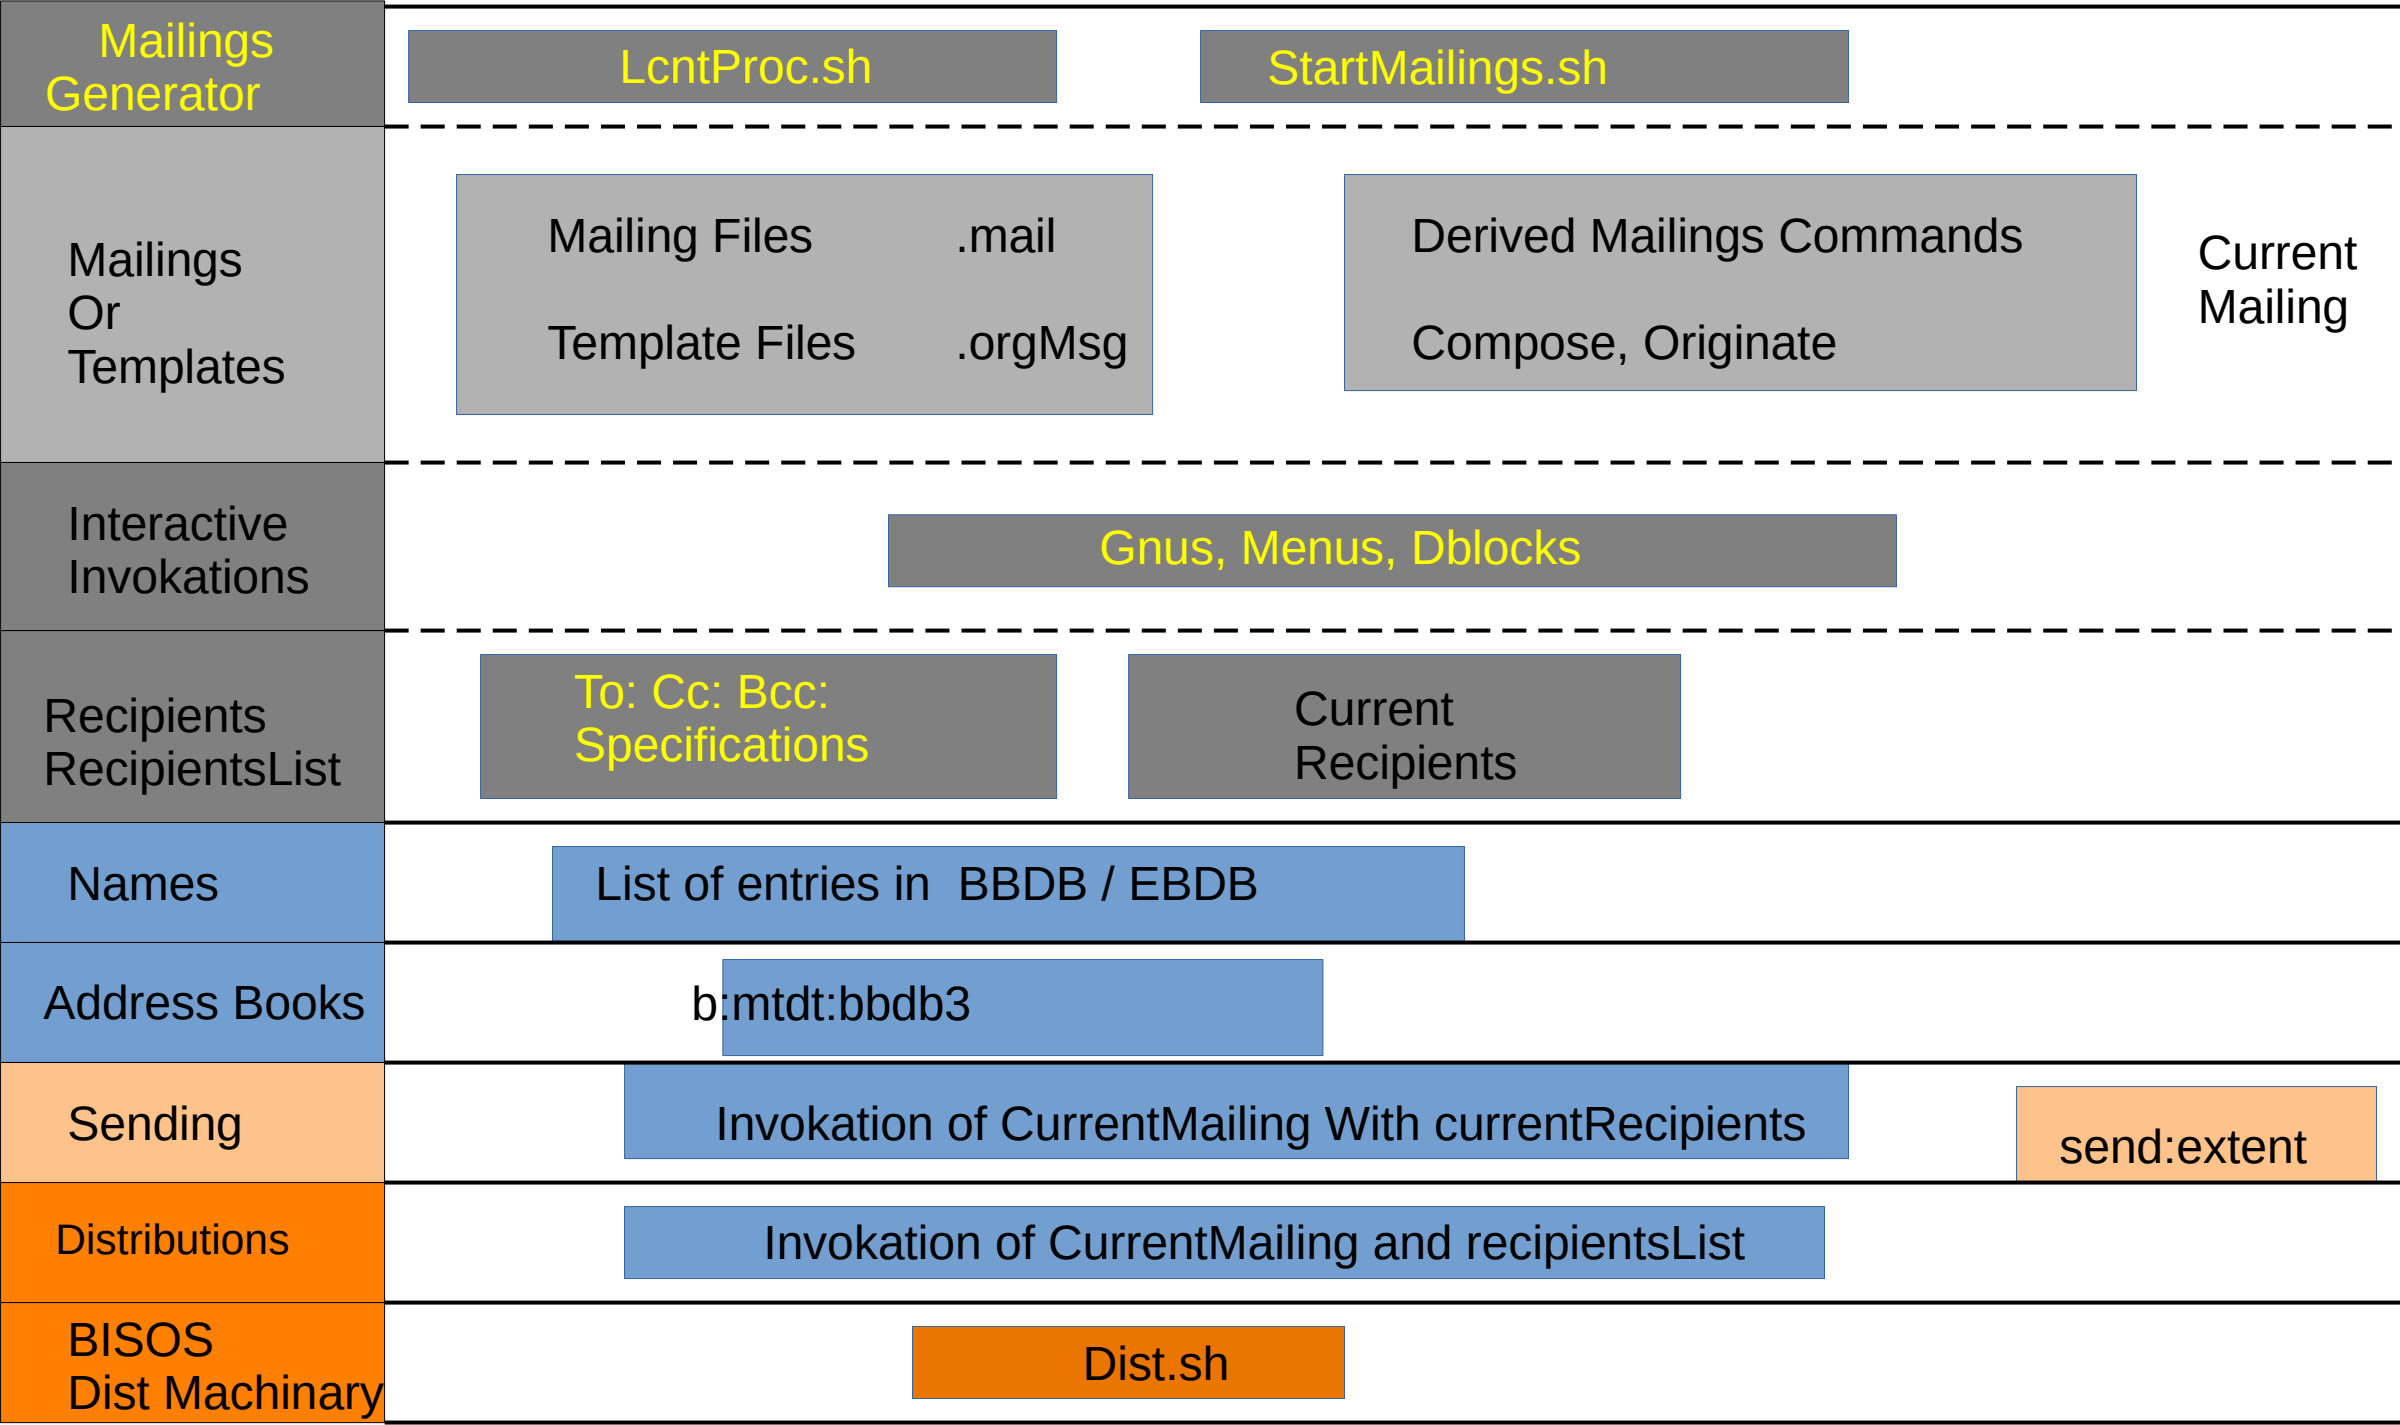 Mailings
Generator
LcntProc.sh
StartMailings.sh
Mailings
Or
Templates
Mailing Files .mail
Template Files .orgMsg
Derived Mailings Commands
Compose, Originate
Current
Mailing
Interactive
Invokations
Gnus, Menus, Dblocks
Recipients
RecipientsList
To: Cc: Bcc:
Specifications
Current
Recipients
Names
List of entries in  BBDB / EBDB
Address Books
b:mtdt:bbdb3
Sending
Invokation of CurrentMailing With currentRecipients
send:extent
Distributions
Invokation of CurrentMailing and recipientsList
BISOS
Dist Machinary
Dist.sh